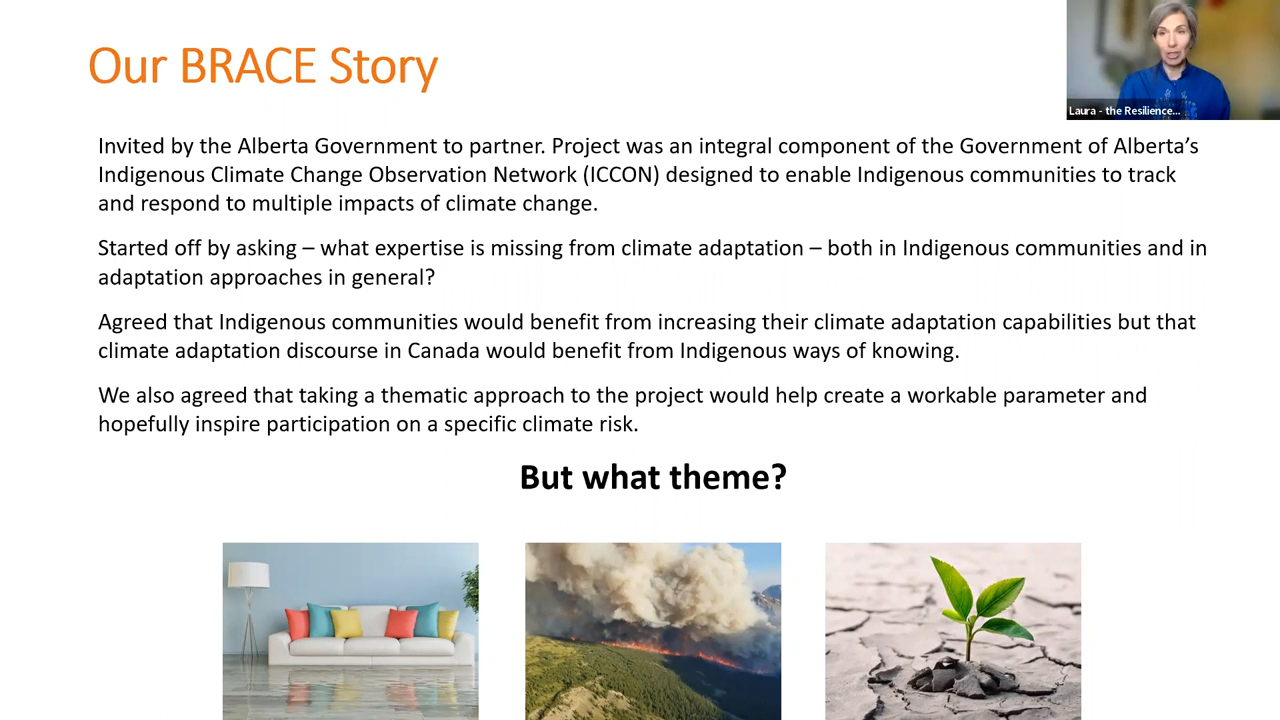 Our BRACE Story
Laura - the Resilience...
Invited by the Alberta Government to partner. Project was an integral component of the Government of Alberta’s
Indigenous Climate Change Observation Network (ICCON) designed to enable Indigenous communities to track
and respond to multiple impacts of climate change.
Started off by asking – what expertise is missing from climate adaptation – both in Indigenous communities and in
adaptation approaches in general?
Agreed that Indigenous communities would benefit from increasing their climate adaptation capabilities but that
climate adaptation discourse in Canada would benefit from Indigenous ways of knowing.
We also agreed that taking a thematic approach to the project would help create a workable parameter and
hopefully inspire participation on a specific climate risk.
But what theme?